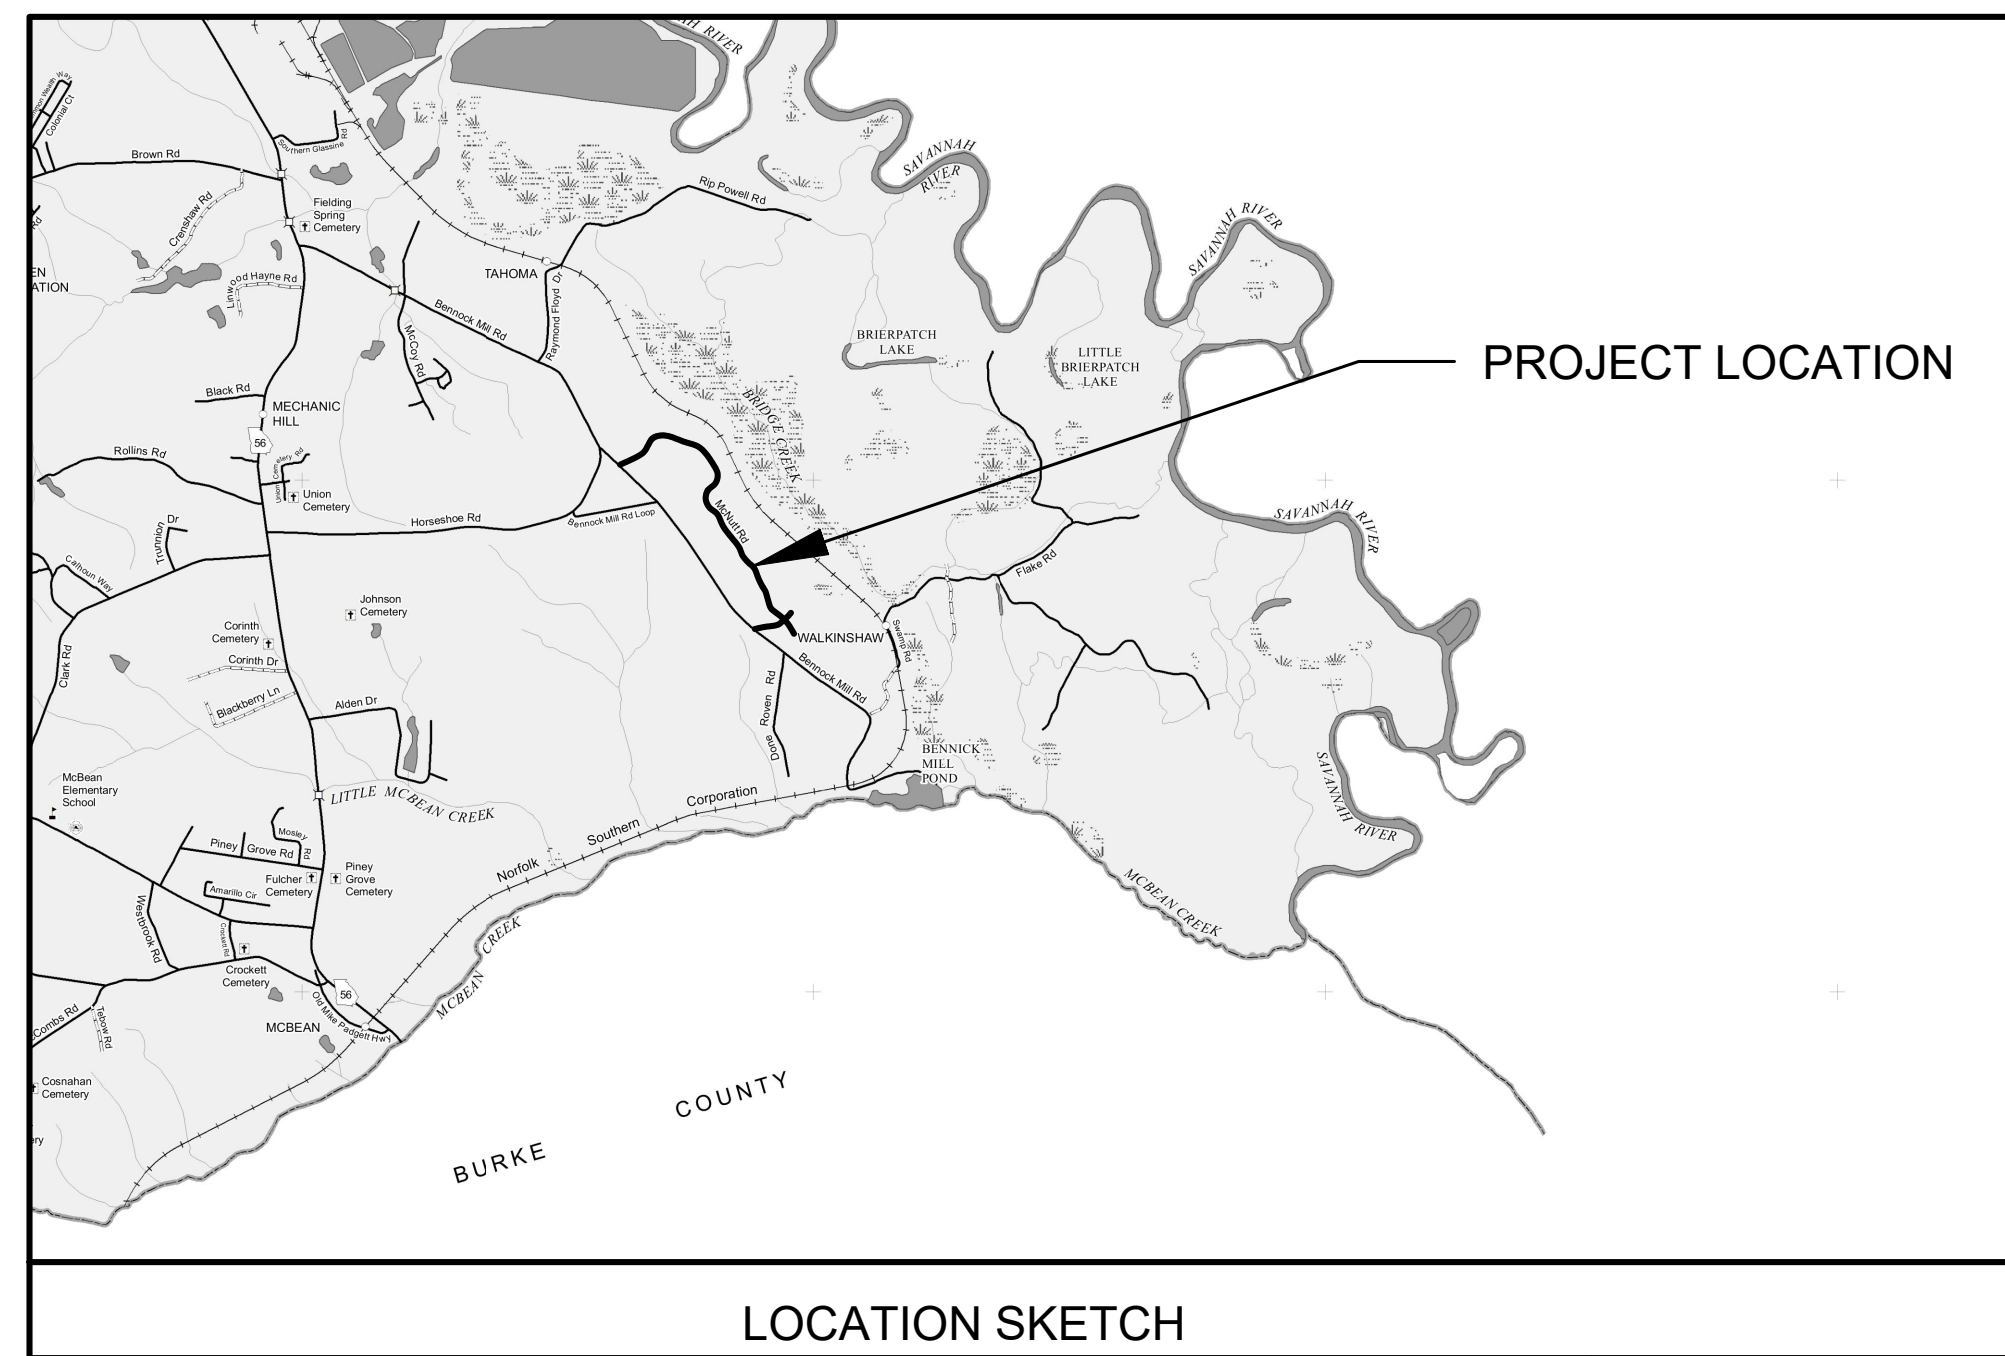 RIVER
Colonial Ct
Brown Rd
Southern Glassine
Rd
Crenshaw Rd
Fielding
Spring
Cemetery
Rip Powell Rd
SAVANNAH
RIVER
SAVANNAH RIVER
TAHOMA
Linwood Hayne Rd
Raymond Floyd Dr
Bennock Mill Rd
McCoy Rd
BRIERPATCH
LAKE
LITTLE
BRIERPATCH
LAKE
PROJECT LOCATION
Black Rd
MECHANIC
HILL
56
BRIDGE CREEK
Rollins Rd
Union Cemetery Rd
Union
Cemetery
Trunnion Dr
Horseshoe Rd
Bennock Mill Rd Loop
McNutt Rd
SAVANNAH RIVER
Flake Rd
Calhoun Way
Johnson
Cemetery
Corinth
Cemetery
Corinth Dr
Clark Rd
Blackberry Ln
Alden Dr
WALKINSHAW
Swamp Rd
Bennock Mill Rd
Done Roven Rd
BENNICK
MILL
POND
SAVANNAH RIVER
McBean
Elementary
School
LITTLE MCBEAN CREEK
Norfolk Southern Corporation
Mosley Rd
Piney Grove Rd
Fulcher
Cemetery
Piney
Grove
Cemetery
Amarillo Cir
Westbrook Rd
Crockett Rd
Crockett
Cemetery
MCBEAN CREEK
MCBEAN CREEK
56
Old Mike Padgett Hwy
MCBEAN
Combs Rd
Tebow Rd
Cosnahan
Cemetery
BURKE COUNTY
LOCATION SKETCH